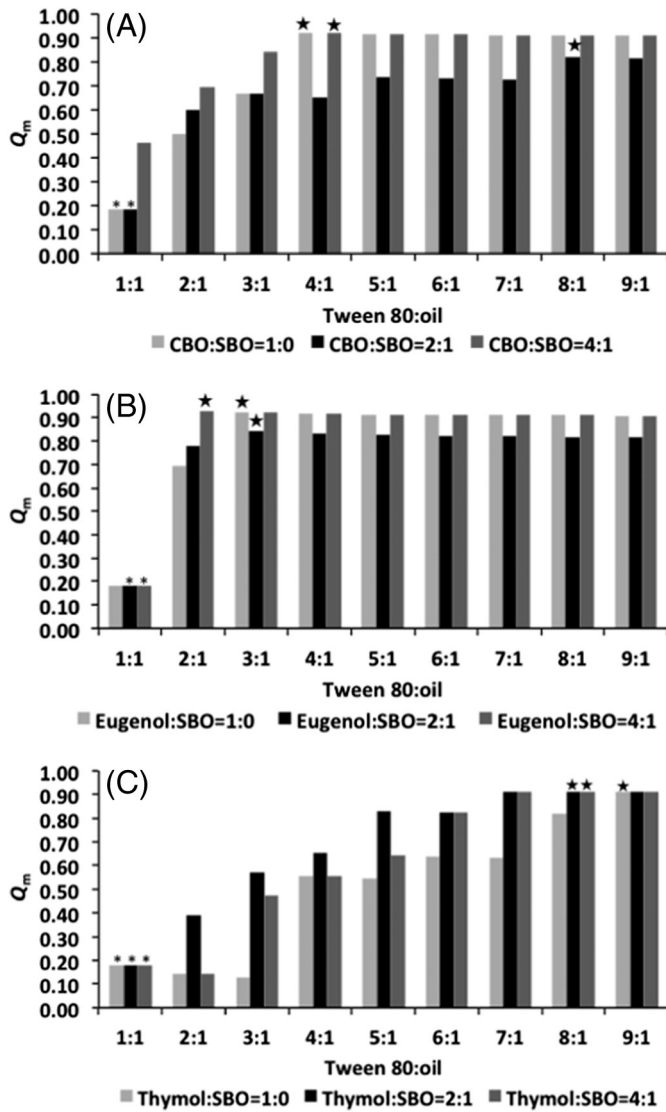 (A)
1.00
0.90
0.80
0.70
0.60
0.50
0.40
0.30
0.20
0.10
0.00
Qm
* *
★ ★ ★
1:1 2:1 3:1 4:1 5:1 6:1 7:1 8:1 9:1
Tween 80:oil
CBO:SBO=1:0 CBO:SBO=2:1 CBO:SBO=4:1
(B)
1.00
0.90
0.80
0.70
0.60
0.50
0.40
0.30
0.20
0.10
0.00
Qm
* *
★ ★ ★
1:1 2:1 3:1 4:1 5:1 6:1 7:1 8:1 9:1
Tween 80:oil
Eugenol:SBO=1:0 Eugenol:SBO=2:1 Eugenol:SBO=4:1
(C)
1.00
0.90
0.80
0.70
0.60
0.50
0.40
0.30
0.20
0.10
0.00
Qm
* * *
★★ ★
1:1 2:1 3:1 4:1 5:1 6:1 7:1 8:1 9:1
Tween 80:oil
Thymol:SBO=1:0 Thymol:SBO=2:1 Thymol:SBO=4:1